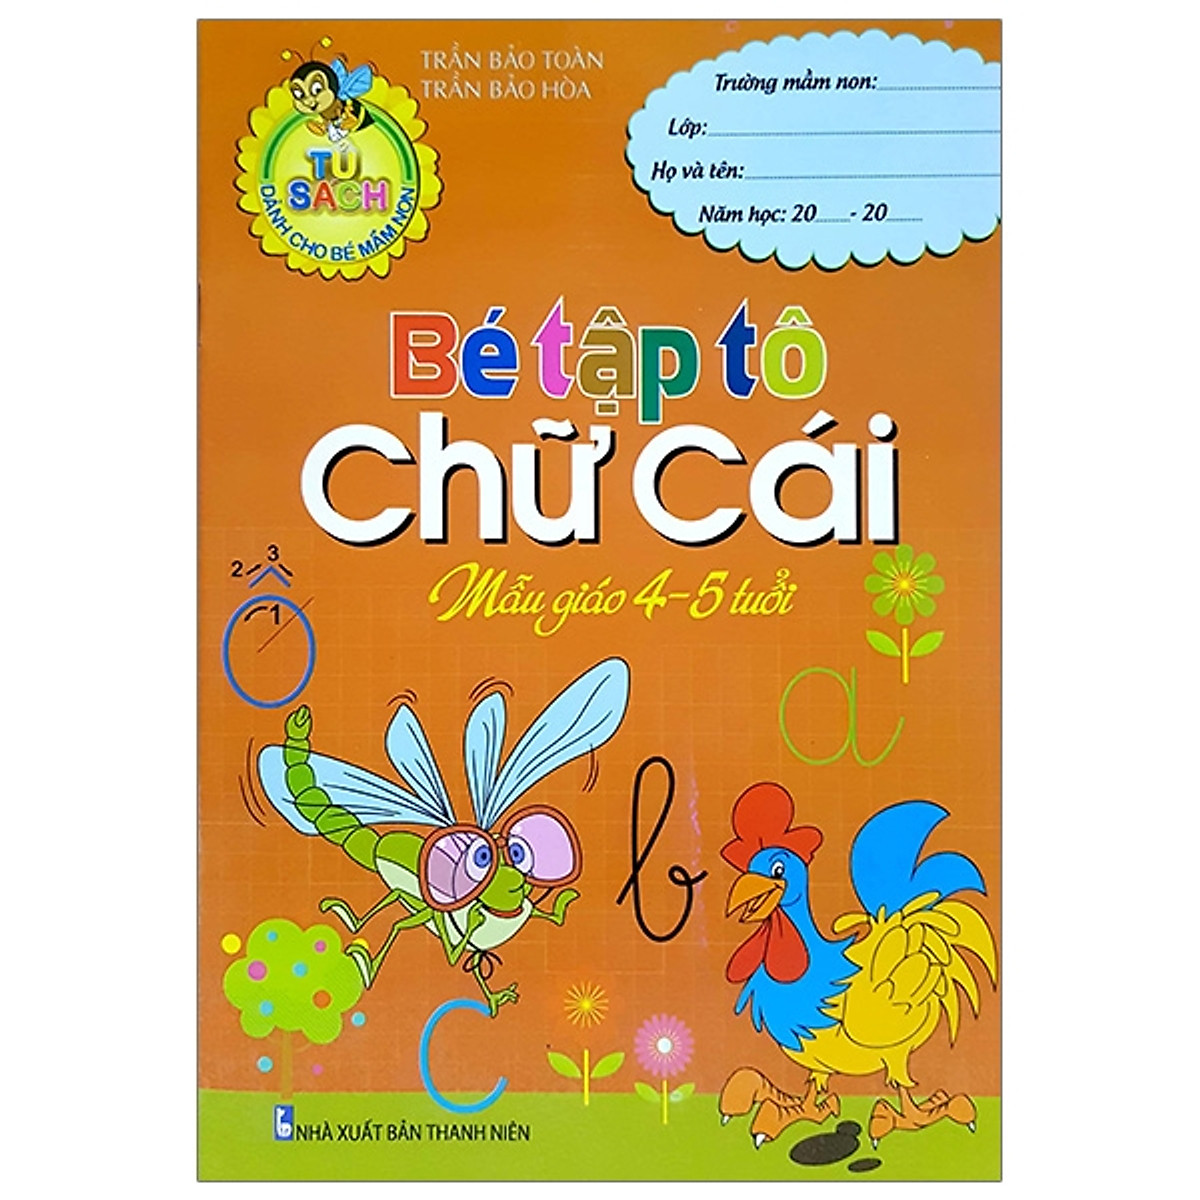 TRẦN BẢO TOÀN
TRẦN BẢO HÒA
TỦ
SÁCH
DÀNH CHO BÉ MẦM NON
Trường mầm non:
Lớp:
Họ và tên:
Năm học: 20 - 20
Bé tập tô
Chữ Cái
Mẫu giáo 4-5 tuổi
2 3
1
ô
a
b
c
NHÀ XUẤT BẢN THANH NIÊN